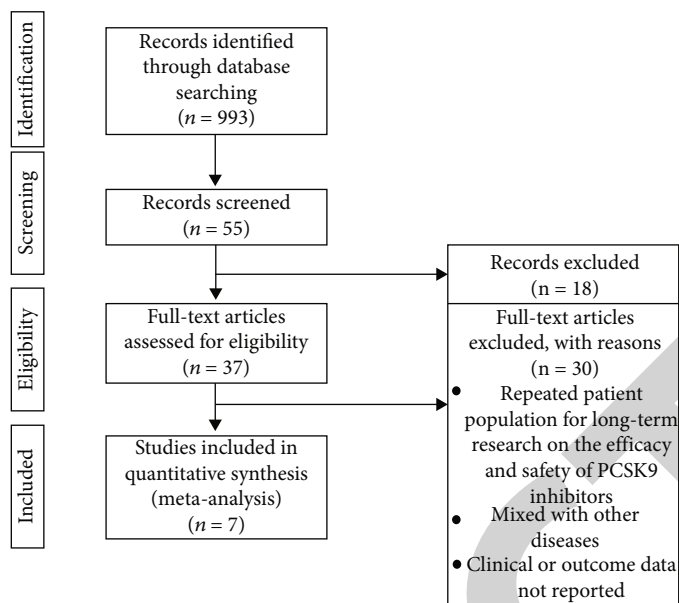 Identification
Records identified
through database
searching
(n = 993)
Screening
Records screened
(n = 55)
Records excluded
(n = 18)
Eligibility
Full-text articles
assessed for eligibility
(n = 37)
Full-text articles
excluded, with reasons
(n = 30)
• Repeated patient
population for long-term
research on the efficacy
and safety of PCSK9
inhibitors
• Mixed with other
diseases
• Clinical or outcome data
not reported
Included
Studies included in
quantitative synthesis
(meta-analysis)
(n = 7)